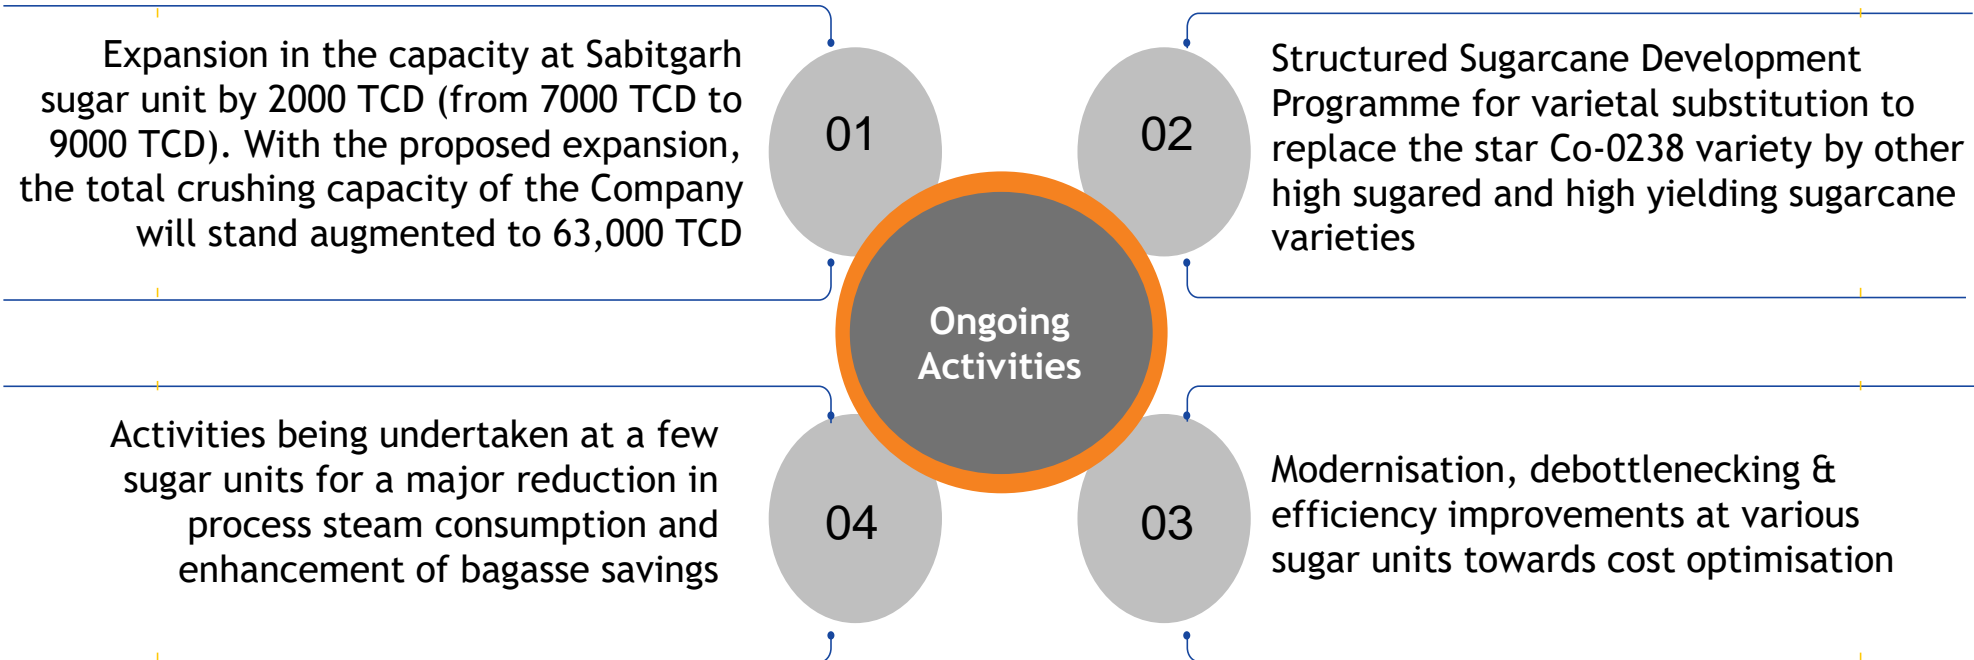 01
Expansion in the capacity at Sabitgarh
sugar unit by 2000 TCD (from 7000 TCD to
9000 TCD). With the proposed expansion,
the total crushing capacity of the Company
will stand augmented to 63,000 TCD
02
Structured Sugarcane Development
Programme for varietal substitution to
replace the star Co-0238 variety by other
high sugared and high yielding sugarcane
varieties
Ongoing
Activities
03
Modernisation, debottlenecking &
efficiency improvements at various
sugar units towards cost optimisation
04
Activities being undertaken at a few
sugar units for a major reduction in
process steam consumption and
enhancement of bagasse savings